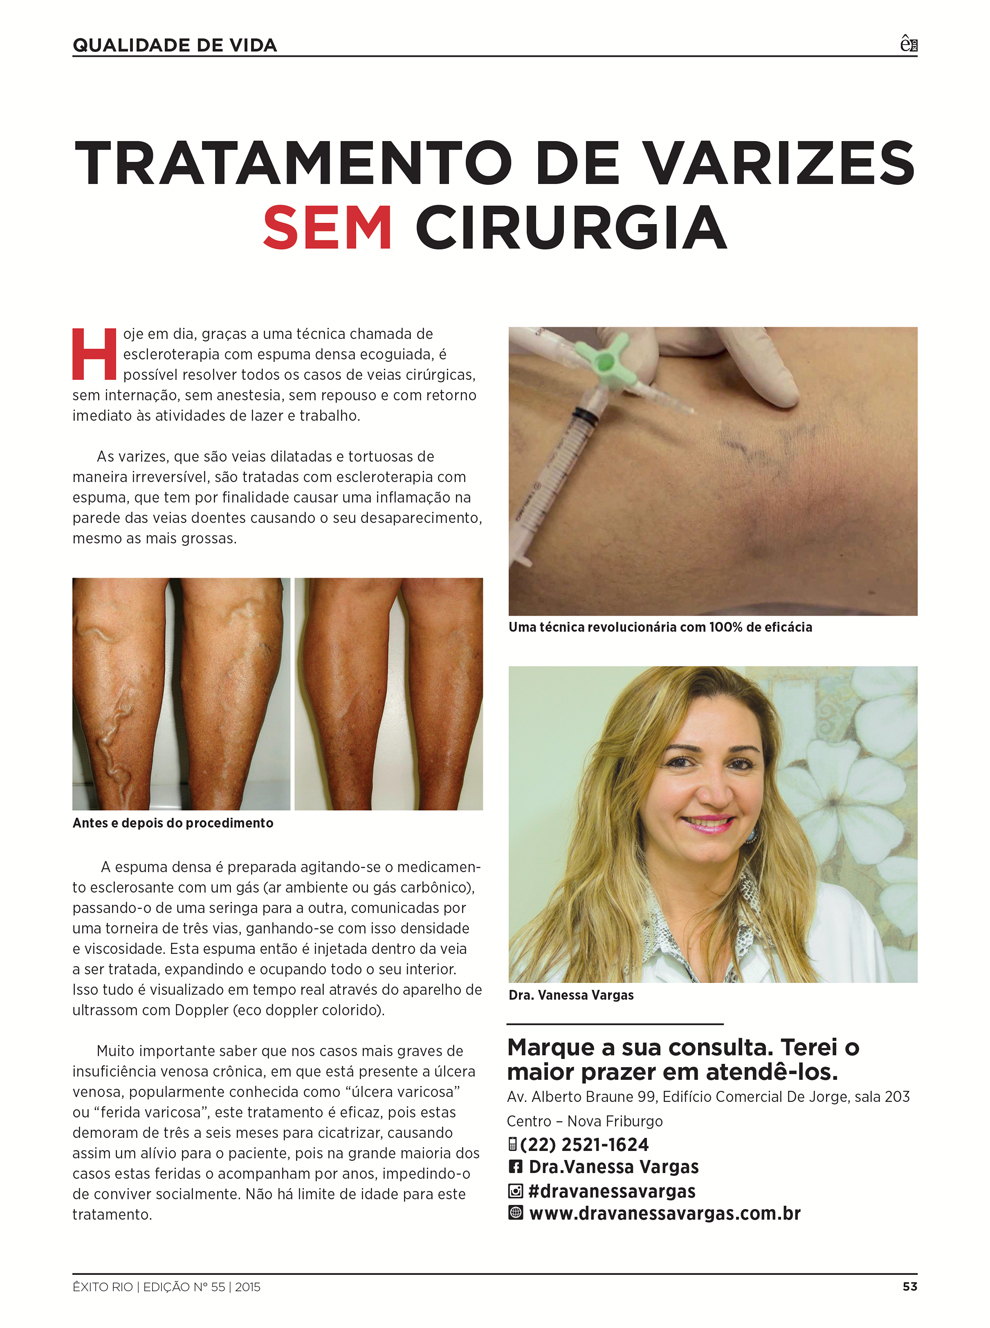 QUALIDADE DE VIDA
TRATAMENTO DE VARIZES
SEM CIRURGIA
Hoje em dia, graças a uma técnica chamada de
escleroterapia com espuma densa ecoguiada, é
possível resolver todos os casos de veias cirúrgicas,
sem internação, sem anestesia, sem repouso e com retorno
imediato às atividades de lazer e trabalho.
As varizes, que são veias dilatadas e tortuosas de
maneira irreversível, são tratadas com escleroterapia com
espuma, que tem por finalidade causar uma inflamação na
parede das veias doentes causando o seu desaparecimento,
mesmo as mais grossas.
Antes e depois do procedimento
A espuma densa é preparada agitando-se o medicamen-
to esclerosante com um gás (ar ambiente ou gás carbônico),
passando-o de uma seringa para a outra, comunicadas por
uma torneira de três vias, ganhando-se com isso densidade
e viscosidade. Esta espuma então é injetada dentro da veia
a ser tratada, expandindo e ocupando todo o seu interior.
Isso tudo é visualizado em tempo real através do aparelho de
ultrassom com Doppler (eco doppler colorido).
Muito importante saber que nos casos mais graves de
insuficiência venosa crônica, em que está presente a úlcera
venosa, popularmente conhecida como “úlcera varicosa”
ou “ferida varicosa”, este tratamento é eficaz, pois estas
demoram de três a seis meses para cicatrizar, causando
assim um alívio para o paciente, pois na grande maioria dos
casos estas feridas o acompanham por anos, impedindo-o
de conviver socialmente. Não há limite de idade para este
tratamento.
Uma técnica revolucionária com 100% de eficácia
Dra. Vanessa Vargas
Marque a sua consulta. Terei o
maior prazer em atendê-los.
Av. Alberto Braune 99, Edifício Comercial De Jorge, sala 203
Centro – Nova Friburgo
(22) 2521-1624
Dra.Vanessa Vargas
#dravanessavargas
www.dravanessavargas.com.br
ÊXITO RIO | EDIÇÃO Nº 55 | 2015
53